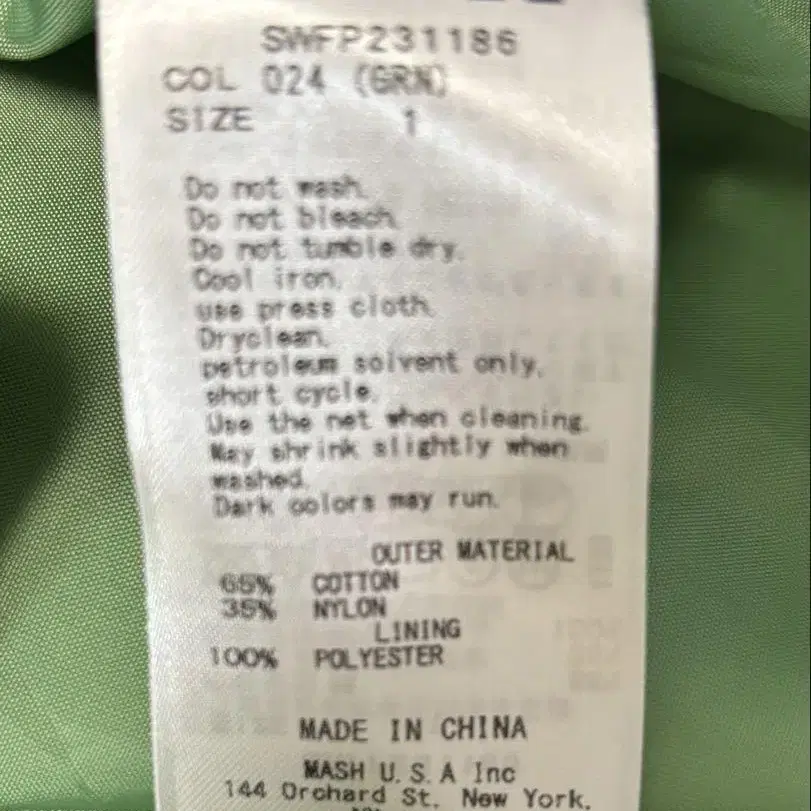 SWFP231186
COL 024 (GRN)
SIZE 1
Do not wash.
Do not bleach.
Do not tumble dry.
Cool iron.
use press cloth.
Dryclean.
petroleum solvent only.
short cycle.
Use the net when cleaning.
May shrink slightly when
washed.
Dark colors may run.
OUTER MATERIAL
65% COTTON
35% NYLON
LINING
100% POLYESTER
MADE IN CHINA
MASH U.S.A Inc
144 Orchard St, New York,